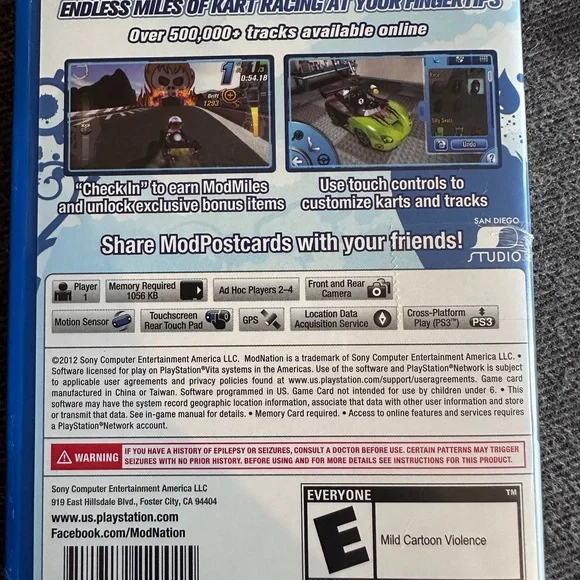 ENDLESS MILES OF KART RACING AT YOUR FINGERTIPS
Over 500,000+ tracks available online
1
/3
0:54.18
Drift
1293
Undo
"Check In" to earn ModMiles
and unlock exclusive bonus items
Use touch controls to
customize karts and tracks
Share ModPostcards with your friends!
SAN DIEGO
STUDIO
Player
1
Memory Required
1056 KB
Ad Hoc Players 2–4
Front and Rear
Camera
Motion Sensor
Touchscreen
Rear Touch Pad
GPS
Location Data
Acquisition Service
Cross-Platform
Play (PS3™)
PS3
©2012 Sony Computer Entertainment America LLC. ModNation is a trademark of Sony Computer Entertainment America LLC. •
Software licensed for play on PlayStation®Vita systems in the Americas. Use of the software and PlayStation®Network is subject
to applicable user agreements and privacy policies found at www.us.playstation.com/support/useragreements. Game card
manufactured in China or Taiwan. Software programmed in US. Game Card not intended for use by children under 6. • This
software may have the system record geographic location information, associate that data with other user information and store
or transmit that data. See in-game manual for details. • Memory Card required. • Access to online features and services requires
a PlayStation®Network account.
WARNING
IF YOU HAVE A HISTORY OF EPILEPSY OR SEIZURES, CONSULT A DOCTOR BEFORE USE. CERTAIN PATTERNS MAY TRIGGER
SEIZURES WITH NO PRIOR HISTORY. BEFORE USING AND FOR MORE DETAILS SEE INSTRUCTIONS FOR THIS PRODUCT.
Sony Computer Entertainment America LLC
919 East Hillsdale Blvd., Foster City, CA 94404
www.us.playstation.com
Facebook.com/ModNation
EVERYONE
TM
E
Mild Cartoon Violence